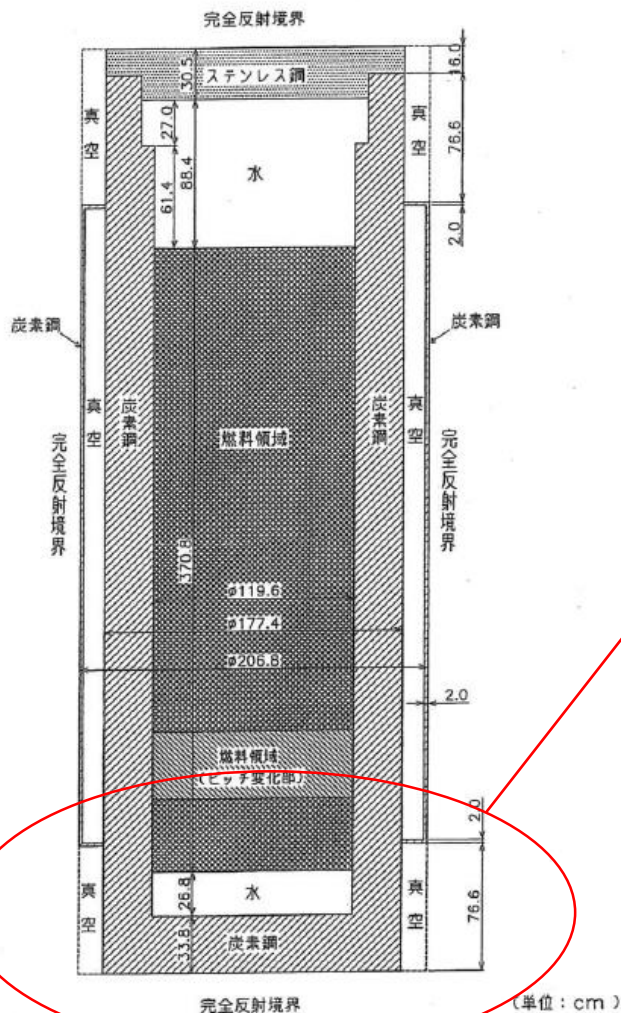 完全反射境界
30.5
ステンレス鋼
16.0
真空
27.0
水
真空
76.6
61.4
88.4
2.0
炭素鋼
炭素鋼
真空
炭素鋼
燃料領域
炭素鋼
真空
完全反射境界
完全反射境界
370.8
φ119.6
φ177.4
φ206.8
2.0
燃料領域
(ピッチ変化部)
2.0
真空
26.8
水
真空
76.6
33.8
炭素鋼
完全反射境界
(単位:cm)